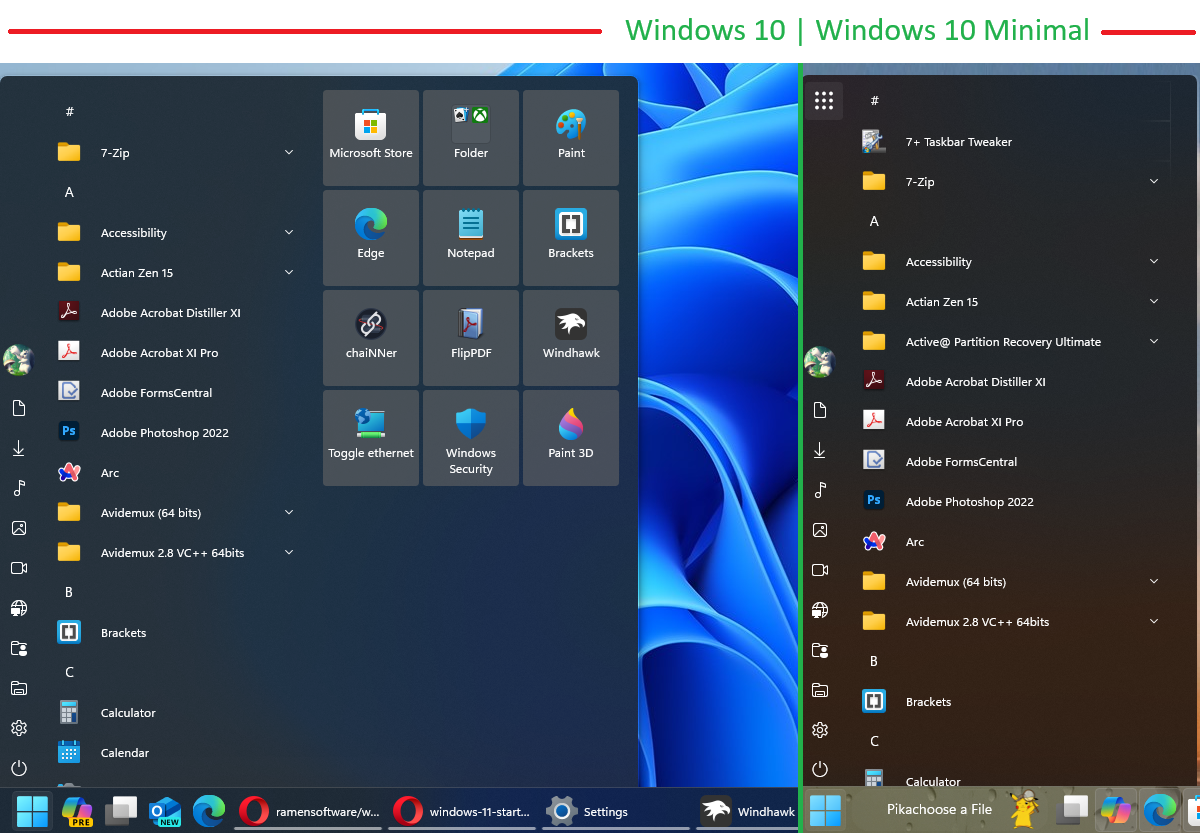 Windows 10 | Windows 10 Minimal
#
7-Zip
A
Accessibility
Actian Zen 15
Adobe Acrobat Distiller XI
Adobe Acrobat XI Pro
Adobe FormsCentral
Ps
Adobe Photoshop 2022
Arc
Avidemux (64 bits)
Avidemux 2.8 VC++ 64bits
B
Brackets
C
Calculator
Calendar
Microsoft Store
Folder
Paint
Edge
Notepad
Brackets
chaiNNer
FlipPDF
Windhawk
Toggle ethernet
Windows
Security
Paint 3D
PRE
NEW
ramensoftware/w...
windows-11-start...
Settings
Windhawk
#
7+ Taskbar Tweaker
7-Zip
A
Accessibility
Actian Zen 15
Active@ Partition Recovery Ultimate
Adobe Acrobat Distiller XI
Adobe Acrobat XI Pro
Adobe FormsCentral
Ps
Adobe Photoshop 2022
Arc
Avidemux (64 bits)
Avidemux 2.8 VC++ 64bits
B
Brackets
C
Calculator
Pikachoose a File